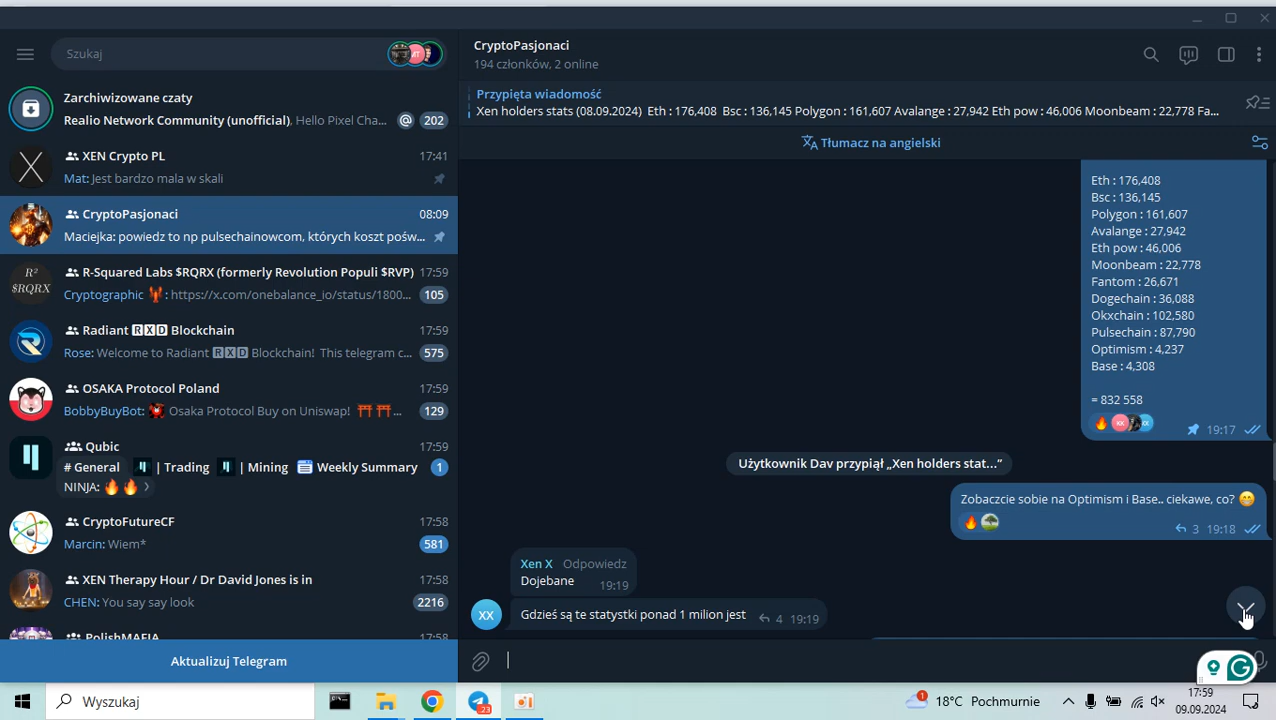 Szukaj
Zarchiwizowane czaty
Realio Network Community (unofficial), Hello Pixel Cha...
@ 202
XEN Crypto PL
17:41
Mat: Jest bardzo mala w skali
CryptoPasjonaci
08:09
Maciejka: powiedz to np pulsechainowcom, których koszt pośw...
R-Squared Labs $RQRX (formerly Revolution Populi $RVP)
17:59
Cryptographic 🦞: https://x.com/onebalance_io/status/1800...
105
R²
$RQRX
Radiant 🆁🆇🅳 Blockchain
17:59
Rose: Welcome to Radiant 🆁🆇🅳 Blockchain! This telegram c...
575
OSAKA Protocol Poland
17:59
BobbyBuyBot: Osaka Protocol Buy on Uniswap! ⛩⛩...
129
Qubic
17:59
# General | Trading | Mining Weekly Summary
1
NINJA: 🔥🔥
CryptoFutureCF
17:58
Marcin: Wiem*
581
XEN Therapy Hour / Dr David Jones is in
17:58
CHEN: You say say look
2216
PolishMAFIA
17:58
Aktualizuj Telegram
CryptoPasjonaci
194 członków, 2 online
Przypięta wiadomość
Xen holders stats (08.09.2024) Eth : 176,408 Bsc : 136,145 Polygon : 161,607 Avalange : 27,942 Eth pow : 46,006 Moonbeam : 22,778 Fa...
Tłumacz na angielski
Eth : 176,408
Bsc : 136,145
Polygon : 161,607
Avalange : 27,942
Eth pow : 46,006
Moonbeam : 22,778
Fantom : 26,671
Dogechain : 36,088
Okxchain : 102,580
Pulsechain : 87,790
Optimism : 4,237
Base : 4,308
= 832 558
19:17
Użytkownik Dav przypiął „Xen holders stat...“
Zobaczcie sobie na Optimism i Base.. ciekawe, co? 😁
3 19:18
Xen X Odpowiedz
Dojebane
19:19
XX
Gdzieś są te statystki ponad 1 milion jest
4 19:19
Wyszukaj
23
1
18°C Pochmurnie
17:59
09.09.2024